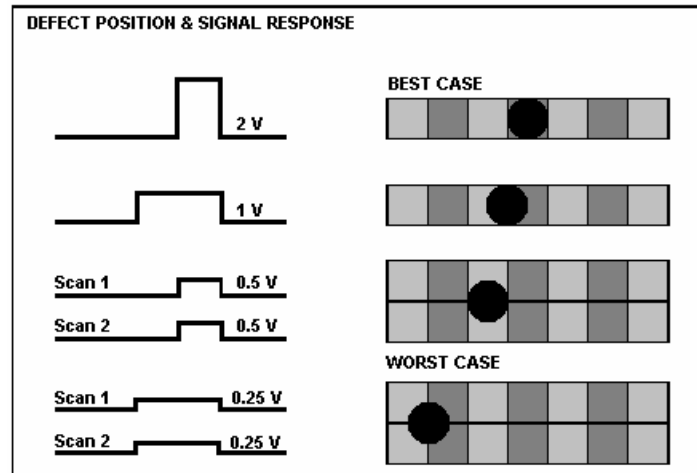 DEFECT POSITION & SIGNAL RESPONSE
BEST CASE
2 V
1 V
Scan 1 0.5 V
Scan 2 0.5 V
WORST CASE
Scan 1 0.25 V
Scan 2 0.25 V